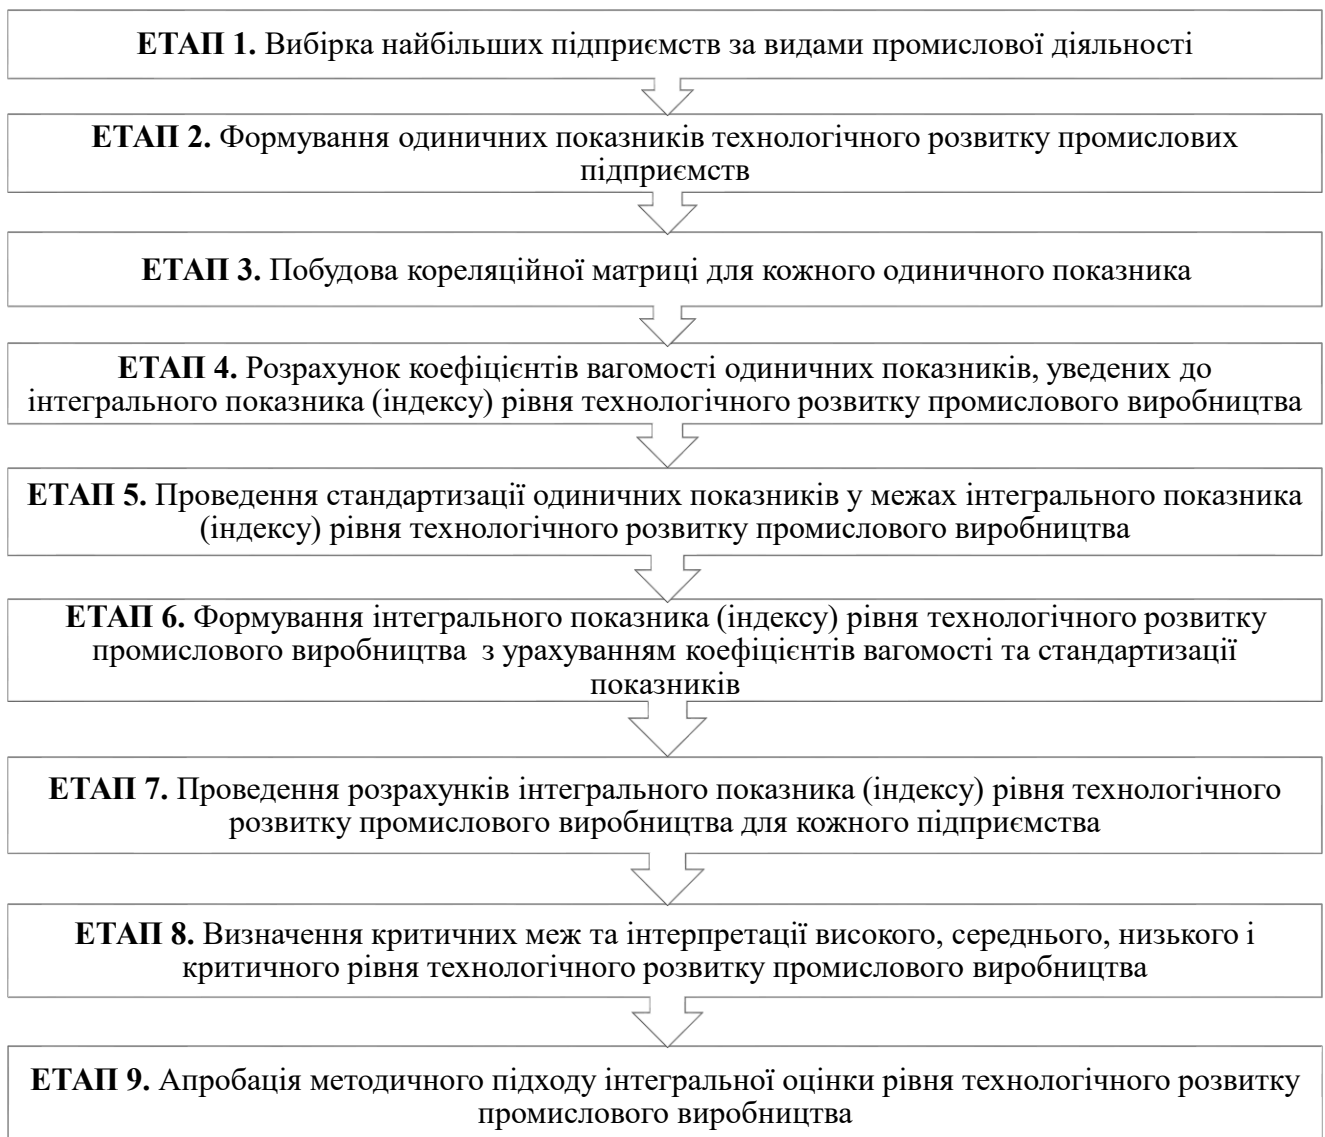 ЕТАП 1. Вибірка найбільших підприємств за видами промислової діяльності
ЕТАП 2. Формування одиничних показників технологічного розвитку промислових
підприємств
ЕТАП 3. Побудова кореляційної матриці для кожного одиничного показника
ЕТАП 4. Розрахунок коефіцієнтів вагомості одиничних показників, уведених до
інтегрального показника (індексу) рівня технологічного розвитку промислового виробництва
ЕТАП 5. Проведення стандартизації одиничних показників у межах інтегрального показника
(індексу) рівня технологічного розвитку промислового виробництва
ЕТАП 6. Формування інтегрального показника (індексу) рівня технологічного розвитку
промислового виробництва з урахуванням коефіцієнтів вагомості та стандартизації
показників
ЕТАП 7. Проведення розрахунків інтегрального показника (індексу) рівня технологічного
розвитку промислового виробництва для кожного підприємства
ЕТАП 8. Визначення критичних меж та інтерпретації високого, середнього, низького і
критичного рівня технологічного розвитку промислового виробництва
ЕТАП 9. Апробація методичного підходу інтегральної оцінки рівня технологічного розвитку
промислового виробництва